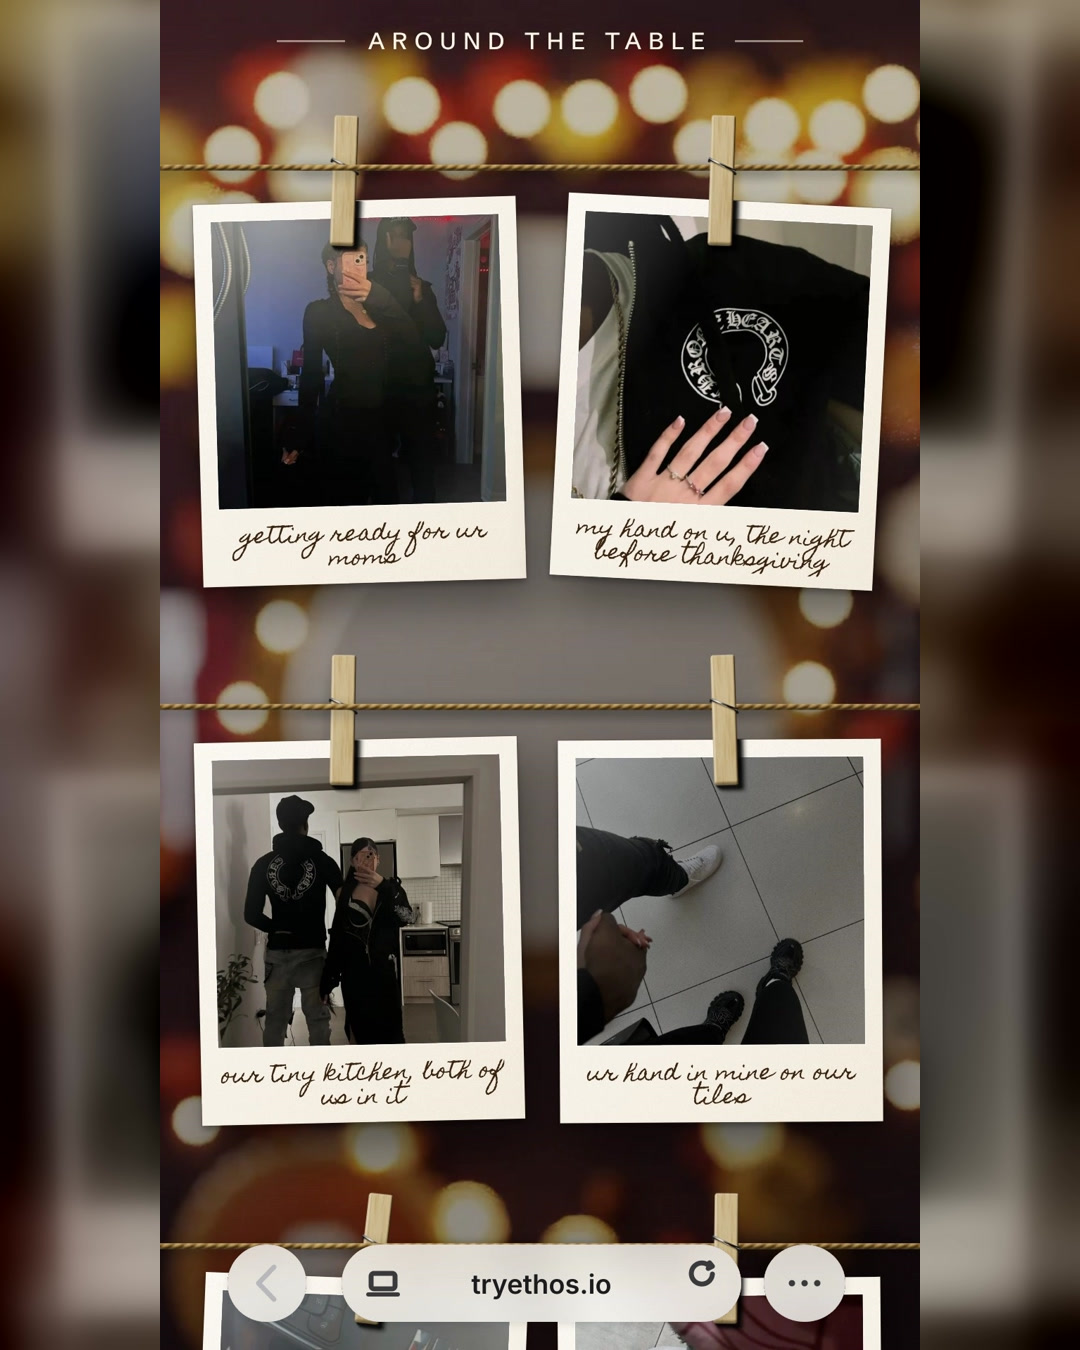 AROUND THE TABLE
getting ready for ur
moms
my hand on u, the night
before thanksgiving
HEARTS
our tiny kitchen, both of
us in it
ur hand in mine on our
tiles
tryethos.io